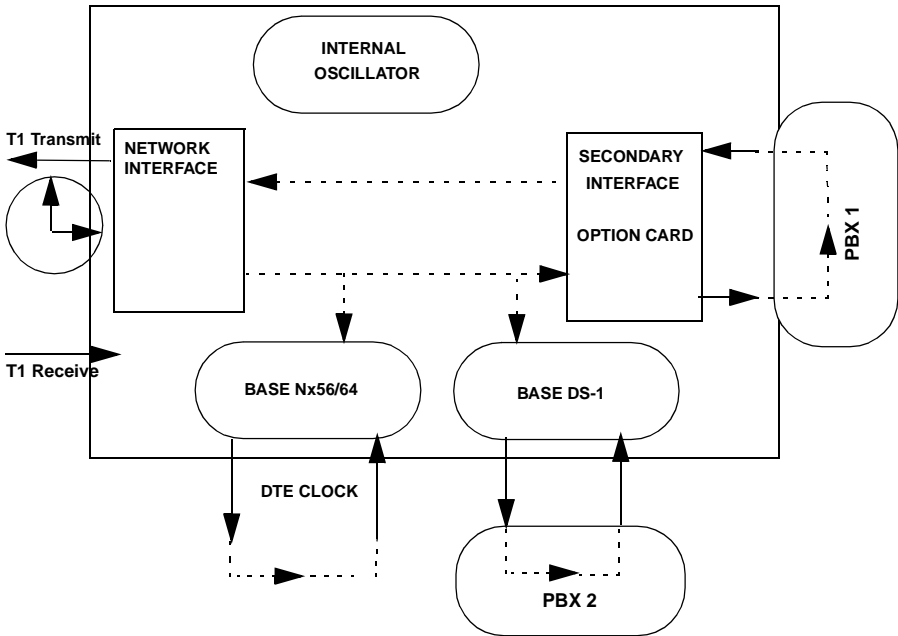 INTERNAL
OSCILLATOR
T1 Transmit
NETWORK
INTERFACE
SECONDARY
INTERFACE
OPTION CARD
PBX 1
T1 Receive
BASE Nx56/64
BASE DS-1
DTE CLOCK
PBX 2